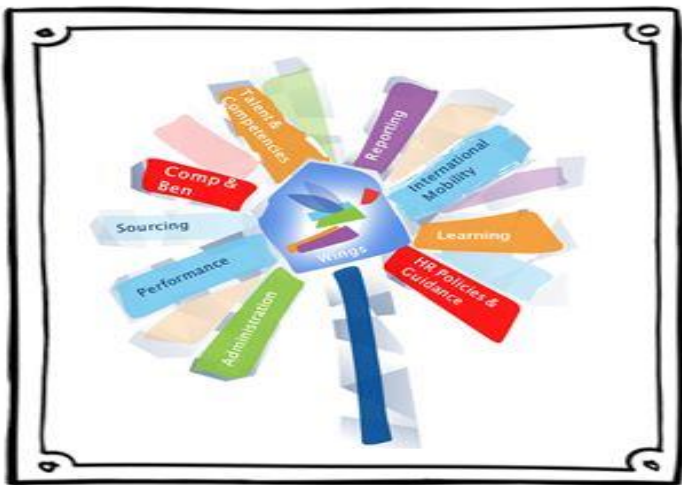 Talent &
Competencies
Reporting
International
Mobility
Comp &
Ben
Sourcing
Learning
Wings
Performance
HR Policies &
Guidance
Administration